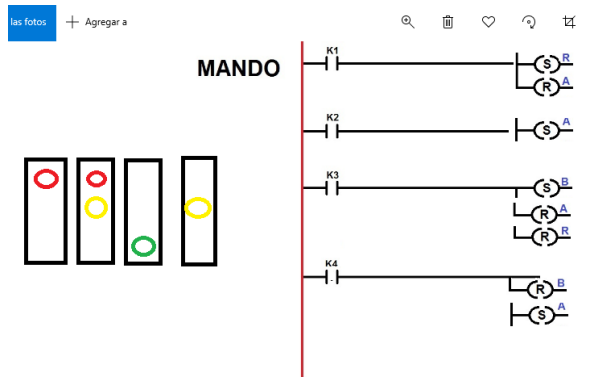 las fotos
Agregar a
MANDO
K1
S R
R A
K2
S A
K3
S B
R A
R R
K4
R B
S A